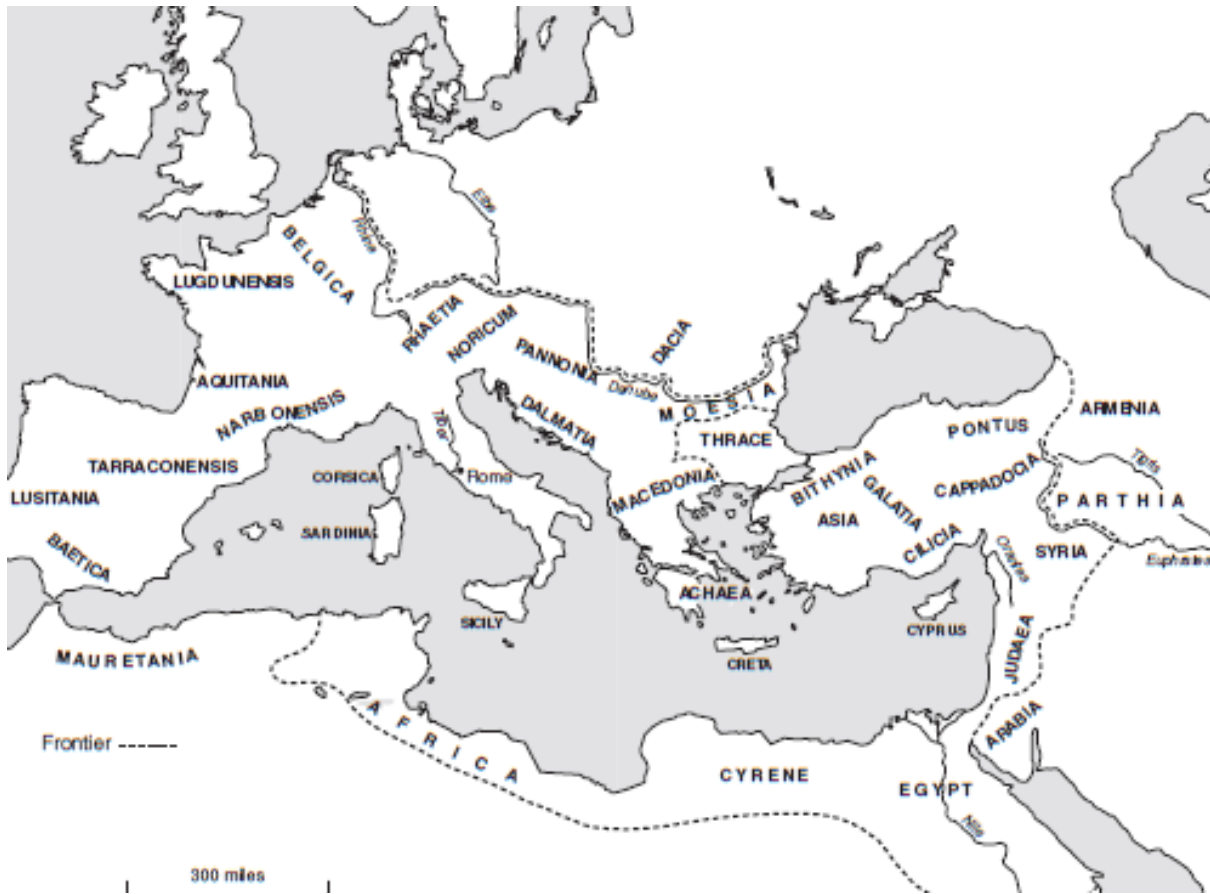 Elbe
Rhine
BELGICA
LUGDUNENSIS
RHAETIA
NORICUM
PANNONIA
DACIA
Danube
MOESIA
AQUITANIA
NARBONENSIS
Tiber
DALMATIA
THRACE
PONTUS
ARMENIA
Tigris
TARRACONENSIS
CORSICA
Rome
MACEDONIA
BITHYNIA
GALATIA
CAPPADOCIA
PARTHIA
LUSITANIA
SARDINIA
ASIA
CILICIA
Orontes
SYRIA
Euphrates
BAETICA
SICILY
ACHAEA
CYPRUS
MAURETANIA
CRETA
JUDAEA
AFRICA
ARABIA
Frontier
CYRENE
EGYPT
Nile
300 miles